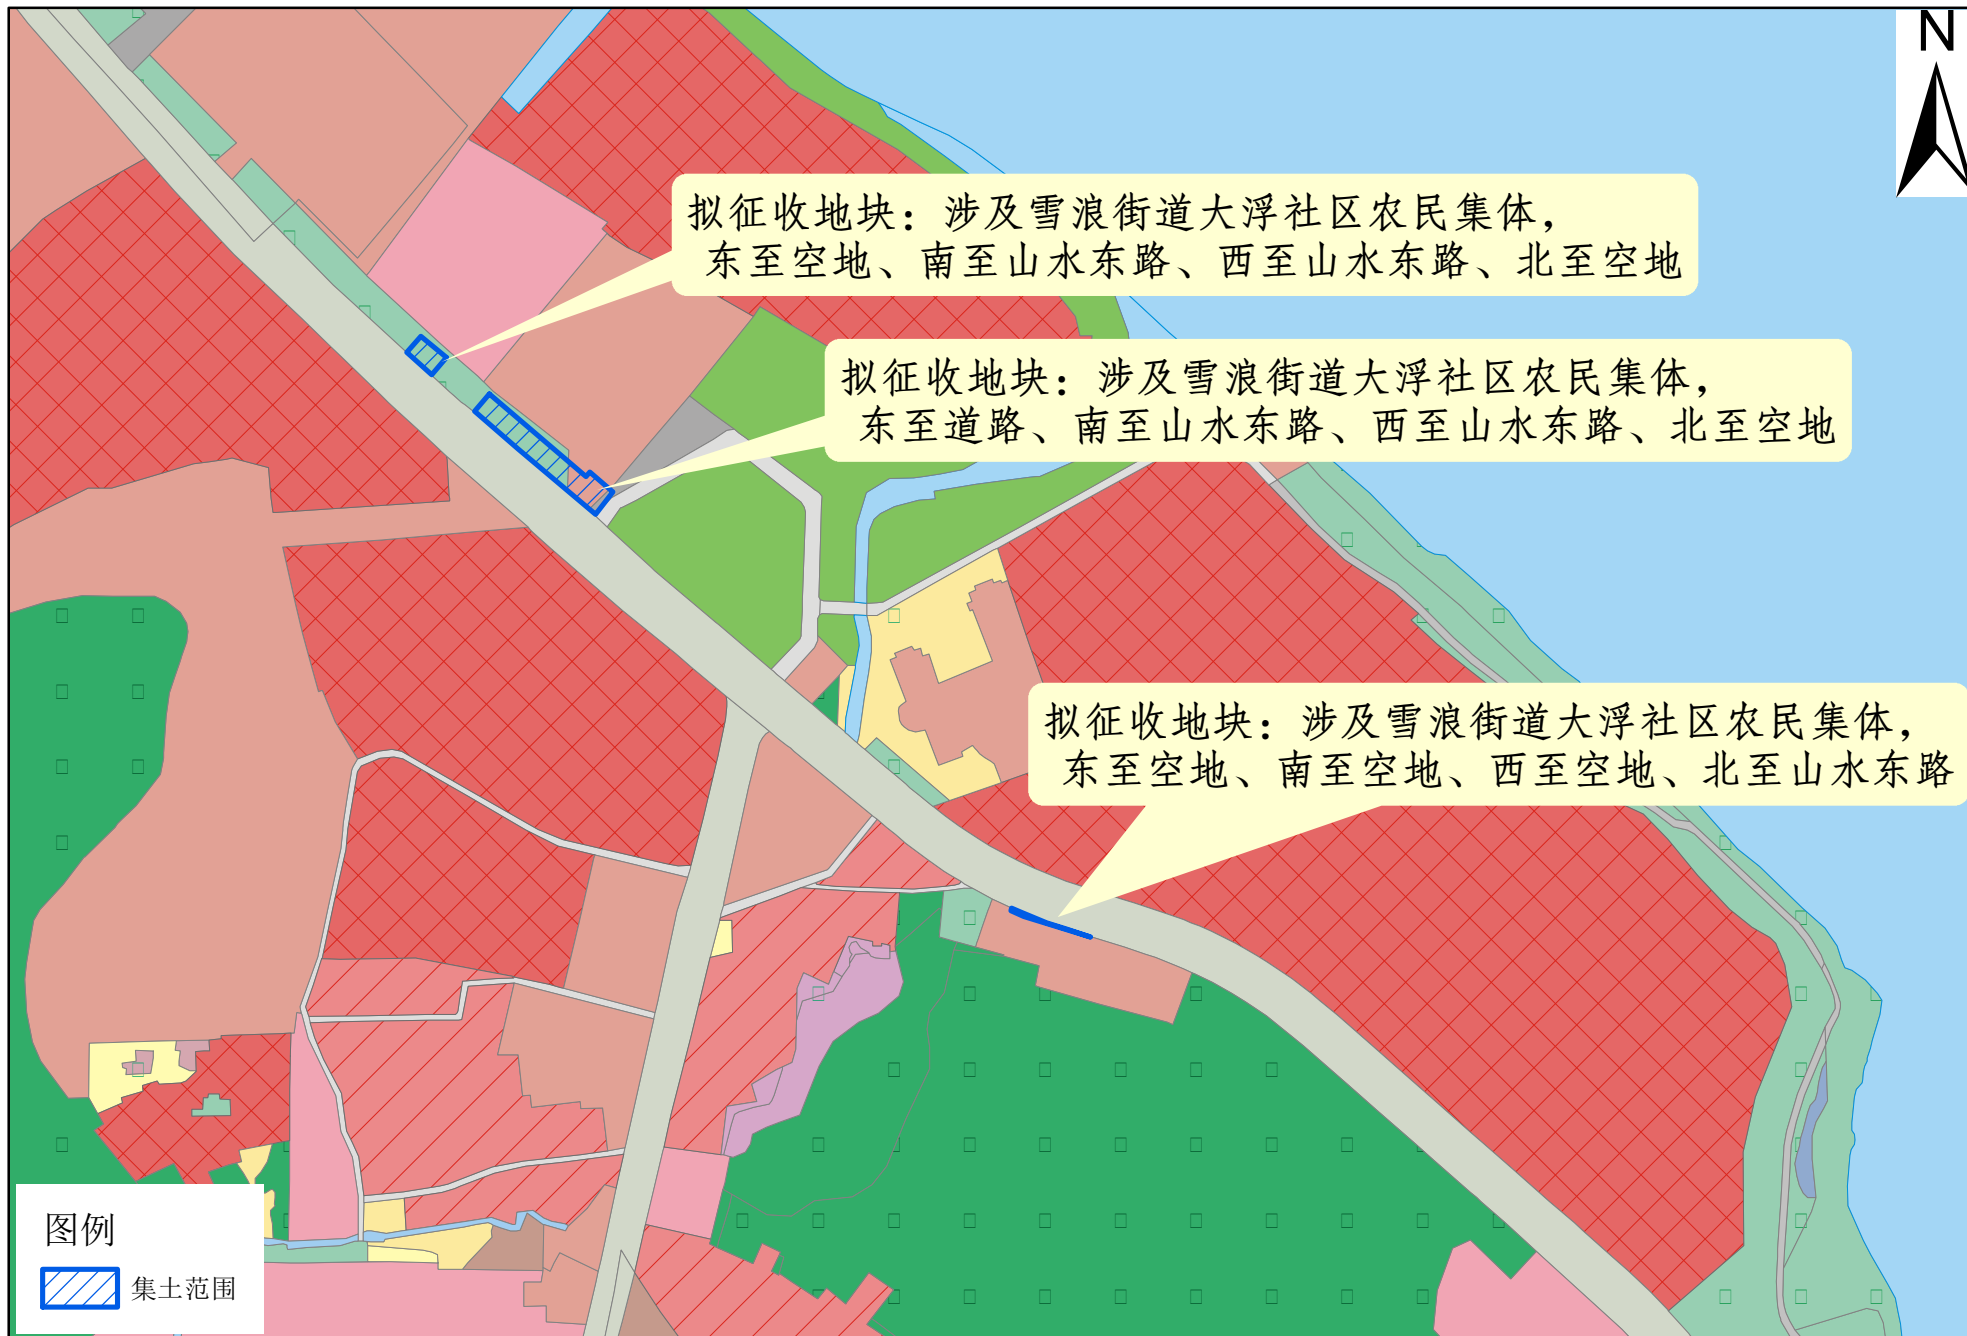 N
拟征收地块：涉及雪浪街道大浮社区农民集体，
东至空地、南至山水东路、西至山水东路、北至空地
拟征收地块：涉及雪浪街道大浮社区农民集体，
东至道路、南至山水东路、西至山水东路、北至空地
拟征收地块：涉及雪浪街道大浮社区农民集体，
东至空地、南至空地、西至空地、北至山水东路
图例
集土范围